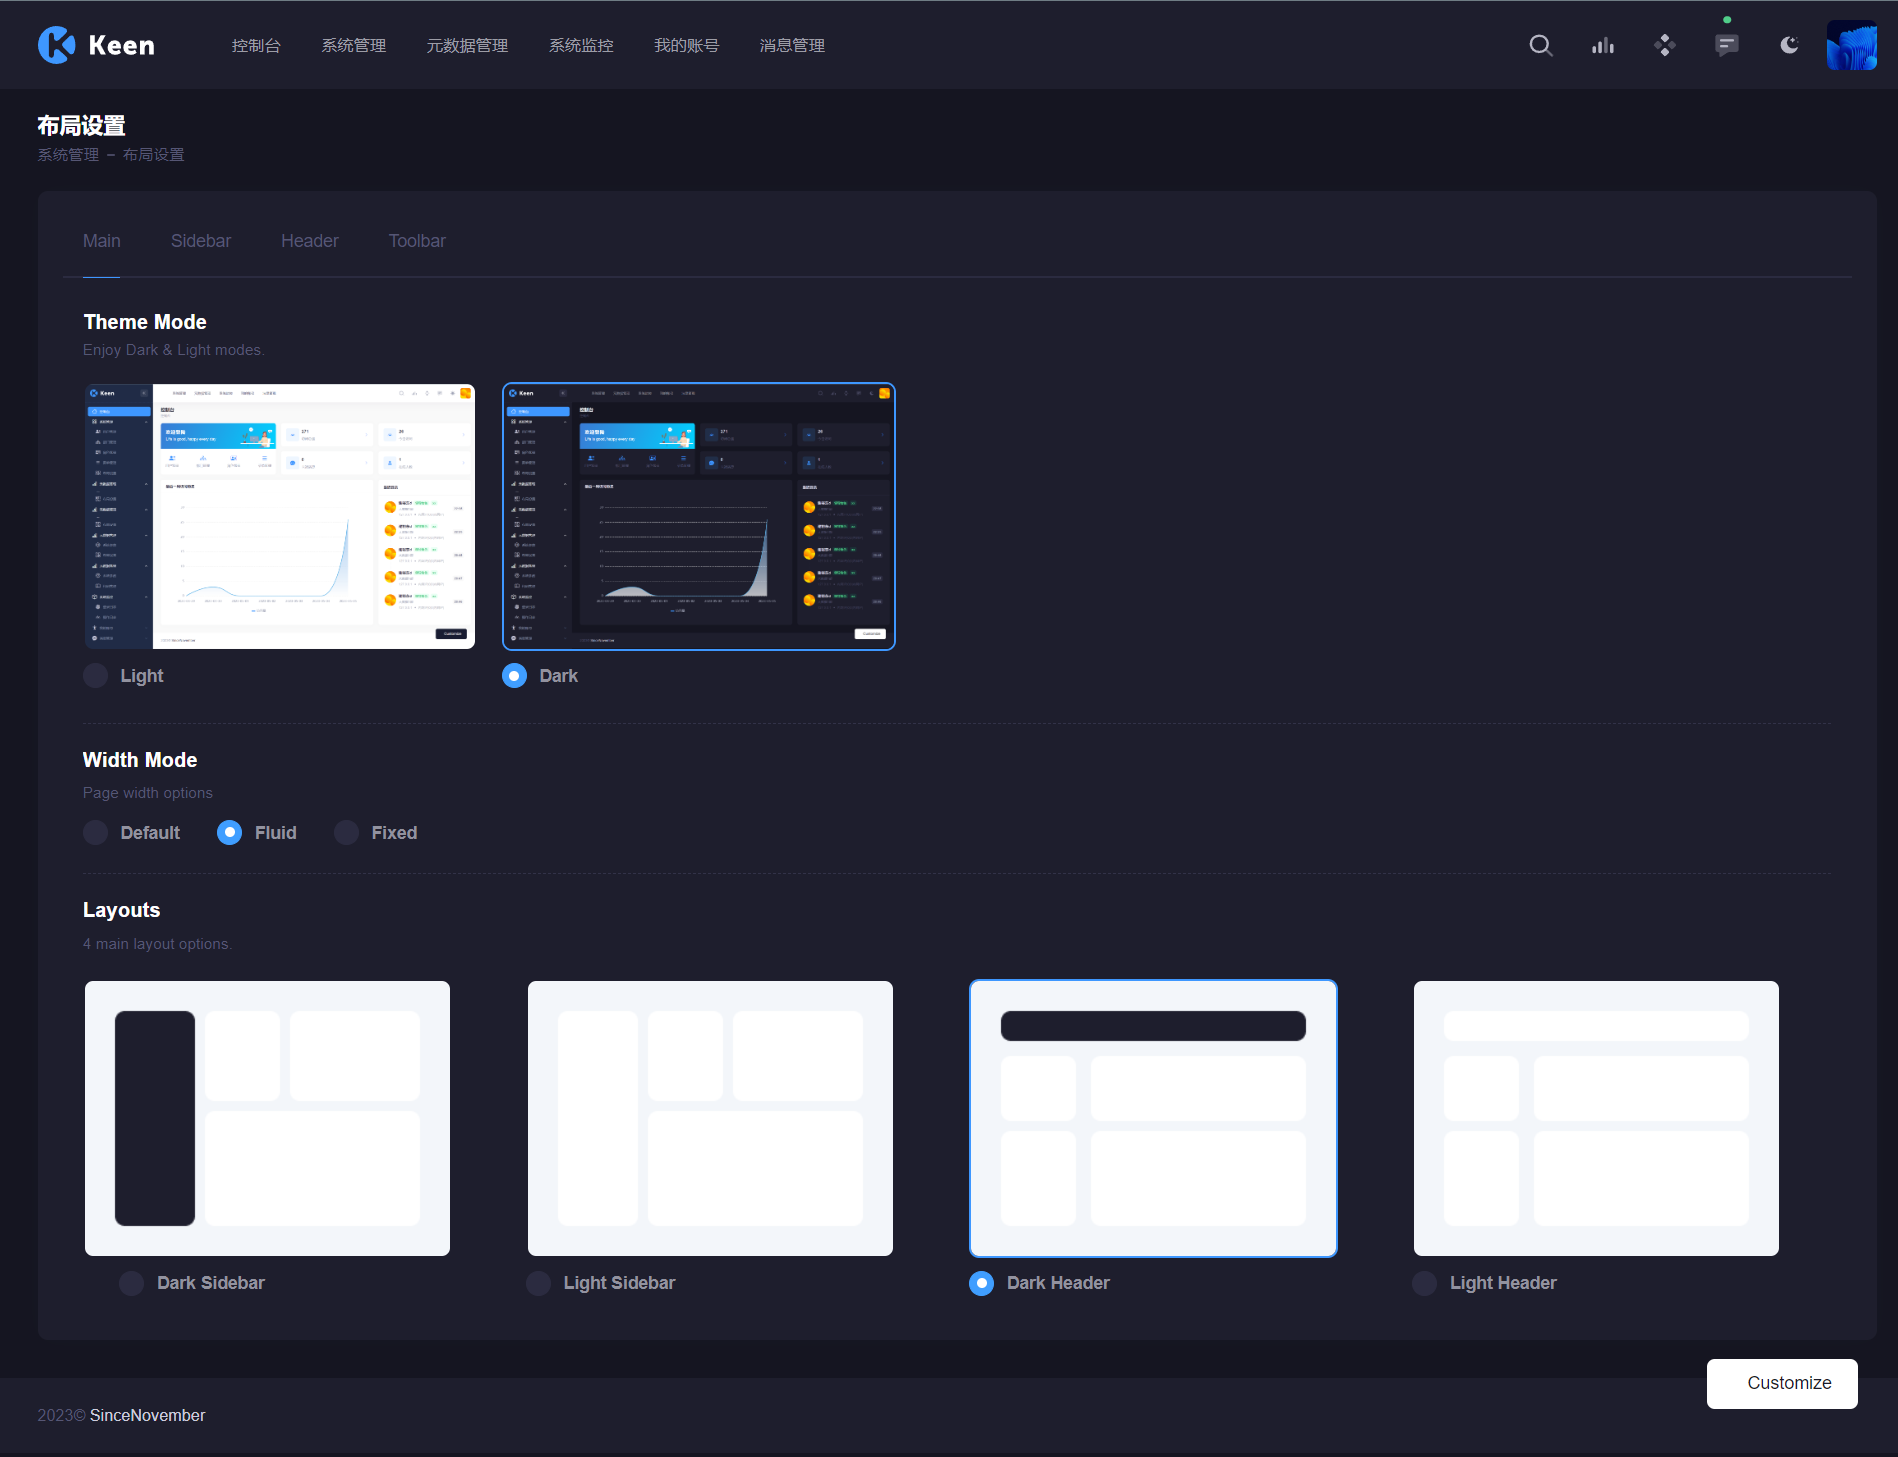 Keen
控制台
系统管理
元数据管理
系统监控
我的账号
消息管理
布局设置
系统管理 – 布局设置
Main
Sidebar
Header
Toolbar
Theme Mode
Enjoy Dark & Light modes.
Keen
Keen
Light
Dark
Width Mode
Page width options
Default
Fluid
Fixed
Layouts
4 main layout options.
Dark Sidebar
Light Sidebar
Dark Header
Light Header
Customize
2023© SinceNovember